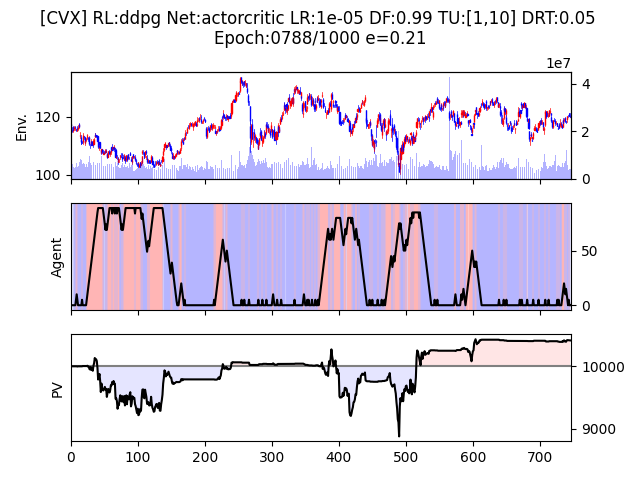 [CVX] RL:ddpg Net:actorcritic LR:1e-05 DF:0.99 TU:[1,10] DRT:0.05
Epoch:0788/1000 e=0.21
1e7
Env.
120
100
4
2
0
Agent
50
0
PV
10000
9000
0 100 200 300 400 500 600 700